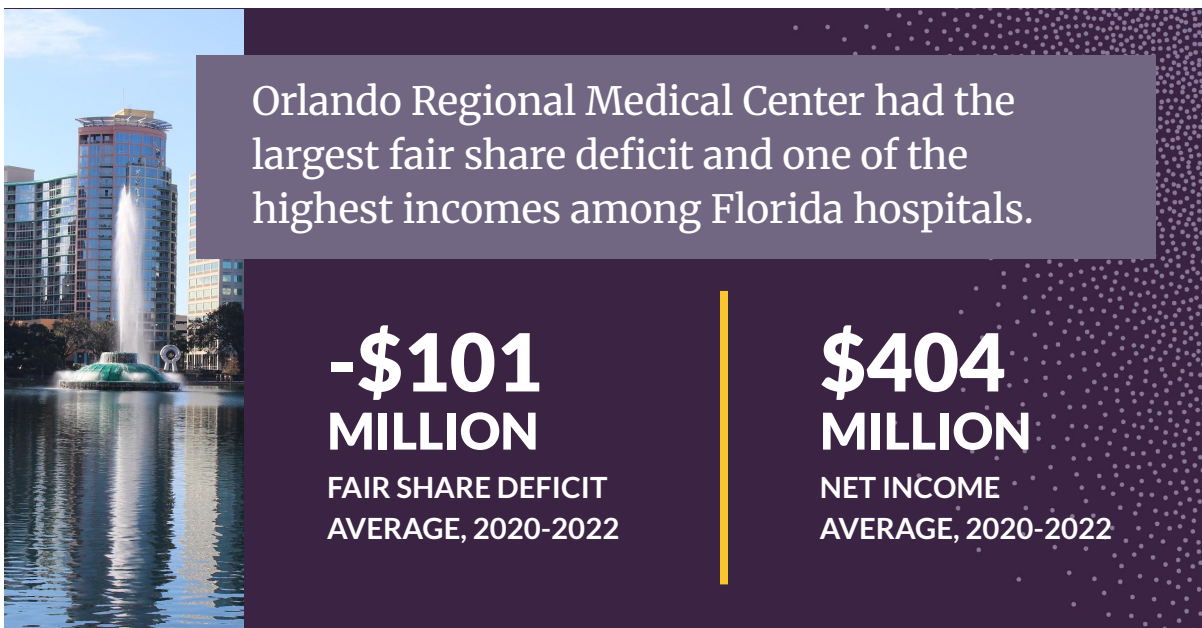 Orlando Regional Medical Center had the
largest fair share deficit and one of the
highest incomes among Florida hospitals.
-$101
MILLION
FAIR SHARE DEFICIT
AVERAGE, 2020-2022
$404
MILLION
NET INCOME
AVERAGE, 2020-2022